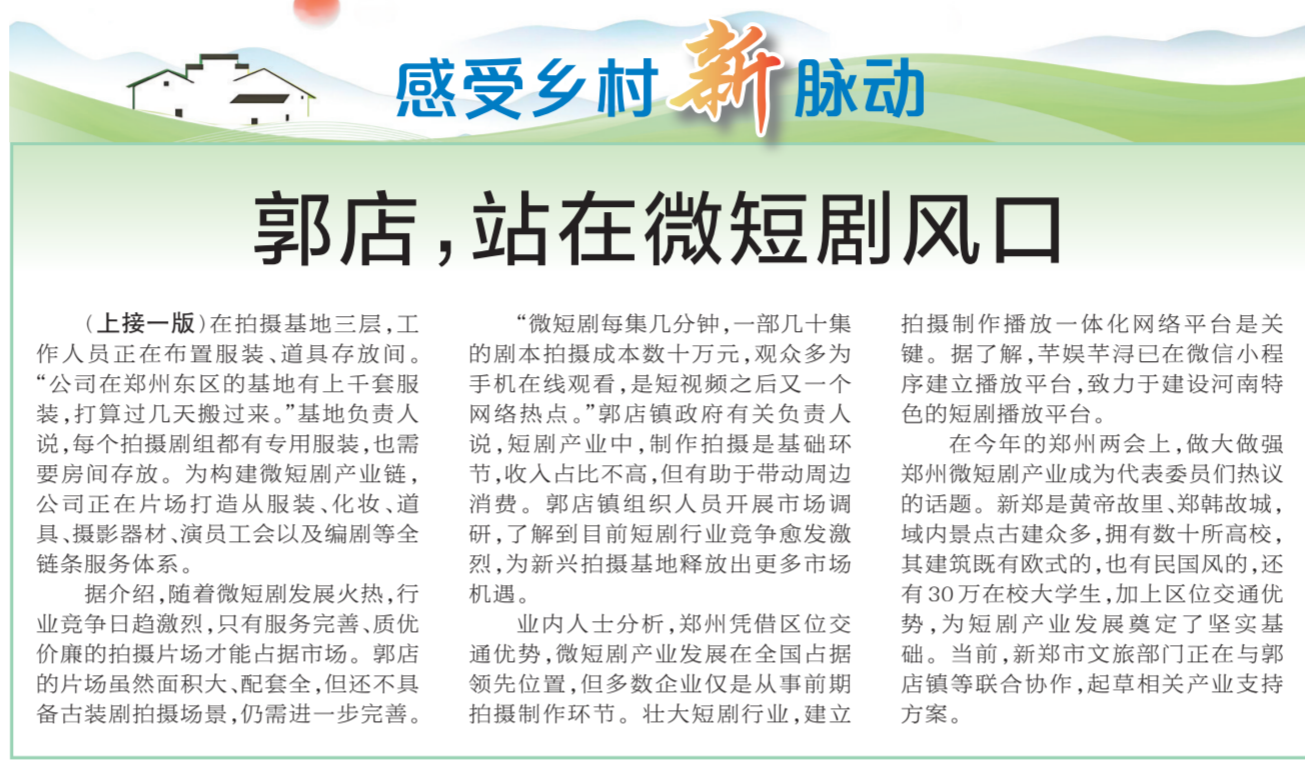 感受乡村新脉动
郭店，站在微短剧风口
（上接一版）在拍摄基地三层，工
作人员正在布置服装、道具存放间。
“公司在郑州东区的基地有上千套服
装，打算过几天搬过来。”基地负责人
说，每个拍摄剧组都有专用服装，也需
要房间存放。为构建微短剧产业链，
公司正在片场打造从服装、化妆、道
具、摄影器材、演员工会以及编剧等全
链条服务体系。
据介绍，随着微短剧发展火热，行
业竞争日趋激烈，只有服务完善、质优
价廉的拍摄片场才能占据市场。郭店
的片场虽然面积大、配套全，但还不具
备古装剧拍摄场景，仍需进一步完善。
“微短剧每集几分钟，一部几十集
的剧本拍摄成本数十万元，观众多为
手机在线观看，是短视频之后又一个
网络热点。”郭店镇政府有关负责人
说，短剧产业中，制作拍摄是基础环
节，收入占比不高，但有助于带动周边
消费。郭店镇组织人员开展市场调
研，了解到目前短剧行业竞争愈发激
烈，为新兴拍摄基地释放出更多市场
机遇。
业内人士分析，郑州凭借区位交
通优势，微短剧产业发展在全国占据
领先位置，但多数企业仅是从事前期
拍摄制作环节。壮大短剧行业，建立
拍摄制作播放一体化网络平台是关
键。据了解，芊娱芊浔已在微信小程
序建立播放平台，致力于建设河南特
色的短剧播放平台。
在今年的郑州两会上，做大做强
郑州微短剧产业成为代表委员们热议
的话题。新郑是黄帝故里、郑韩故城，
域内景点古建众多，拥有数十所高校，
其建筑既有欧式的，也有民国风的，还
有30万在校大学生，加上区位交通优
势，为短剧产业发展奠定了坚实基
础。当前，新郑市文旅部门正在与郭
店镇等联合协作，起草相关产业支持
方案。